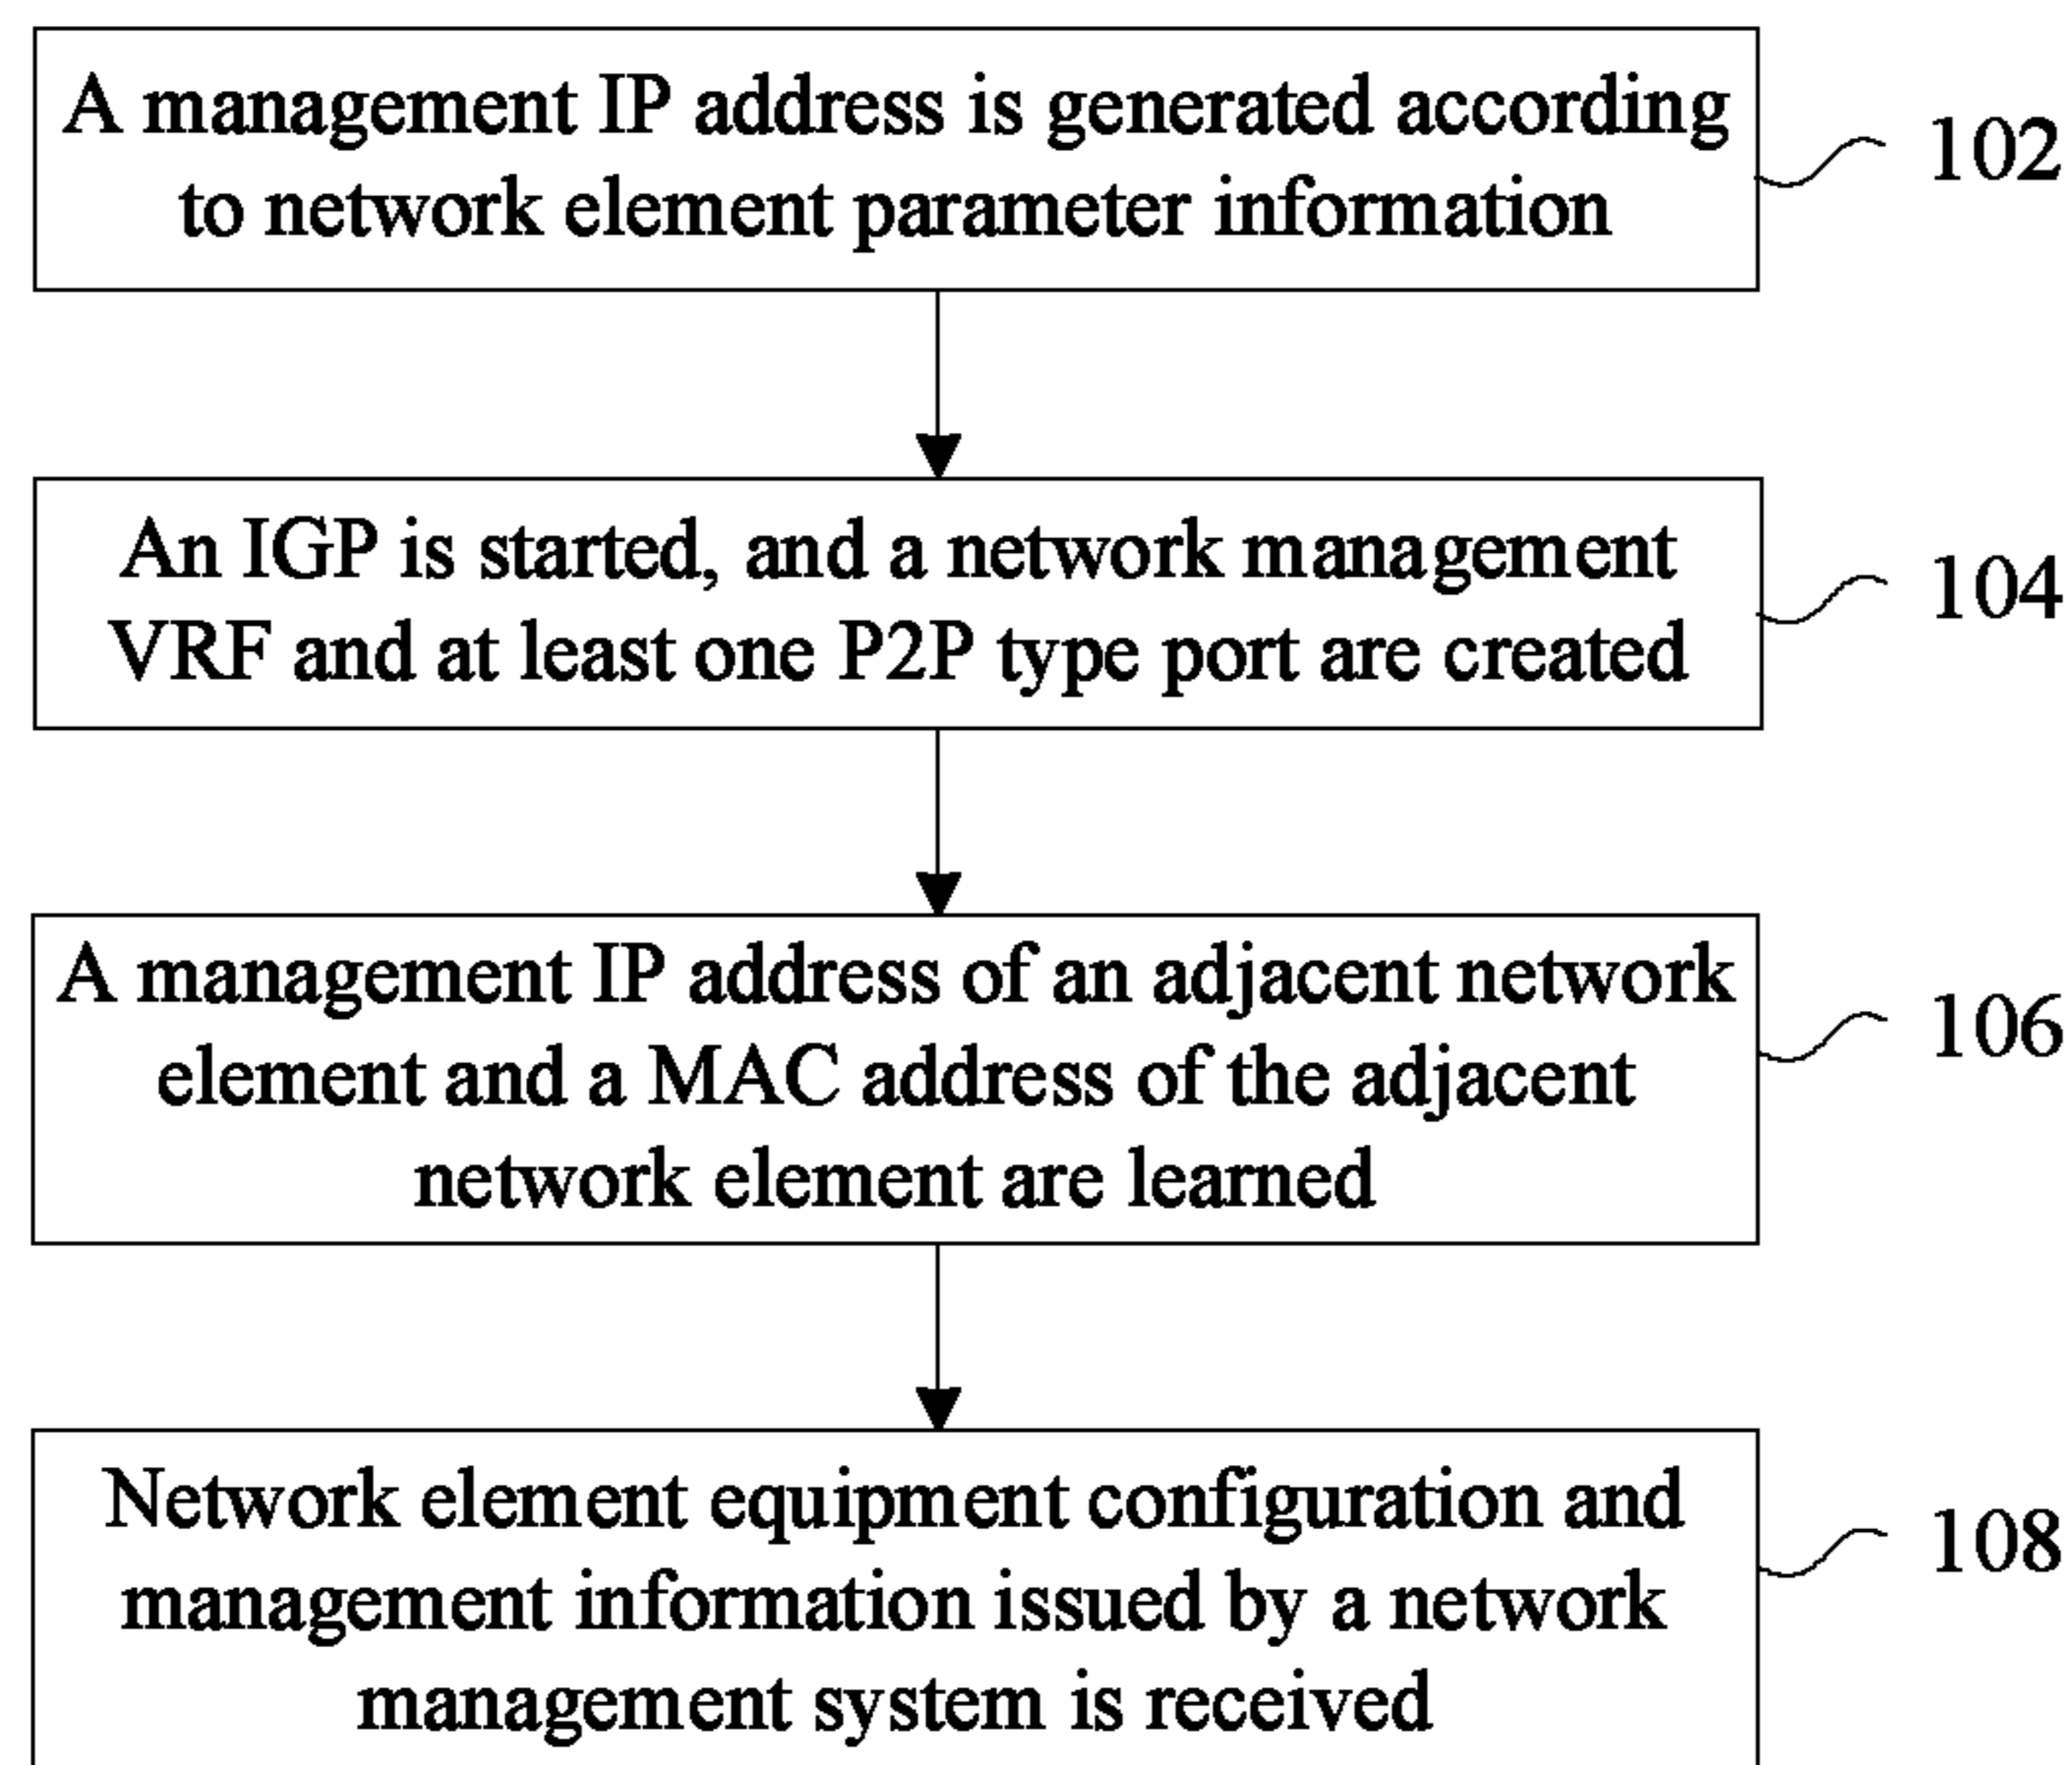 A management IP address is generated according
to network element parameter information
102
An IGP is started, and a network management
VRF and at least one P2P type port are created
104
A management IP address of an adjacent network
element and a MAC address of the adjacent
network element are learned
106
Network element equipment configuration and
management information issued by a network
management system is received
108